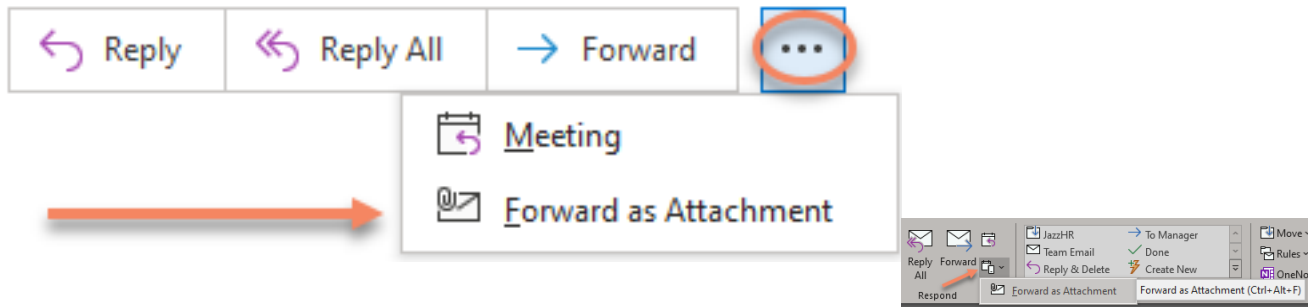 Reply Reply All Forward
Meeting
Forward as Attachment
JazzHR To Manager Move
Team Email Done Rules
Reply All Forward Reply & Delete Create New OneNo
Respond Forward as Attachment Forward as Attachment (Ctrl+Alt+F)